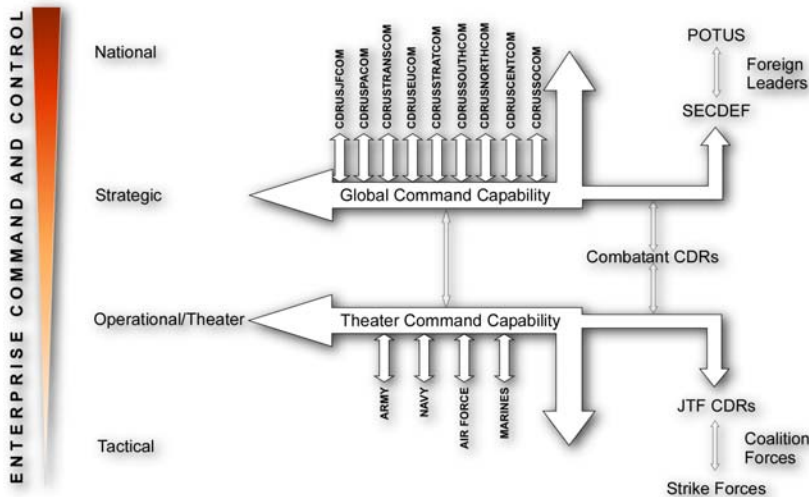 ENTERPRISE COMMAND AND CONTROL
National
CDRUSJFCOM
CDRUSPACOM
CDRUSTRANSCOM
CDRUSEUCOM
CDRUSSTRATCOM
CDRUSSOUTHCOM
CDRUSNORTHCOM
CDRUSCENTCOM
CDRUSSOCOM
POTUS
Foreign
Leaders
SECDEF
Strategic
Global Command Capability
Combatant CDRs
Operational/Theater
Theater Command Capability
ARMY
NAVY
AIR FORCE
MARINES
JTF CDRs
Tactical
Coalition
Forces
Strike Forces